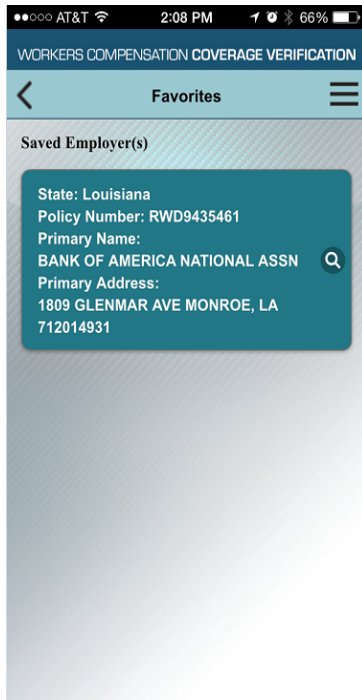 ●●○○○ AT&T 2:08 PM 66%
WORKERS COMPENSATION COVERAGE VERIFICATION
Favorites
Saved Employer(s)
State: Louisiana
Policy Number: RWD9435461
Primary Name:
BANK OF AMERICA NATIONAL ASSN
Primary Address:
1809 GLENMAR AVE MONROE, LA
712014931